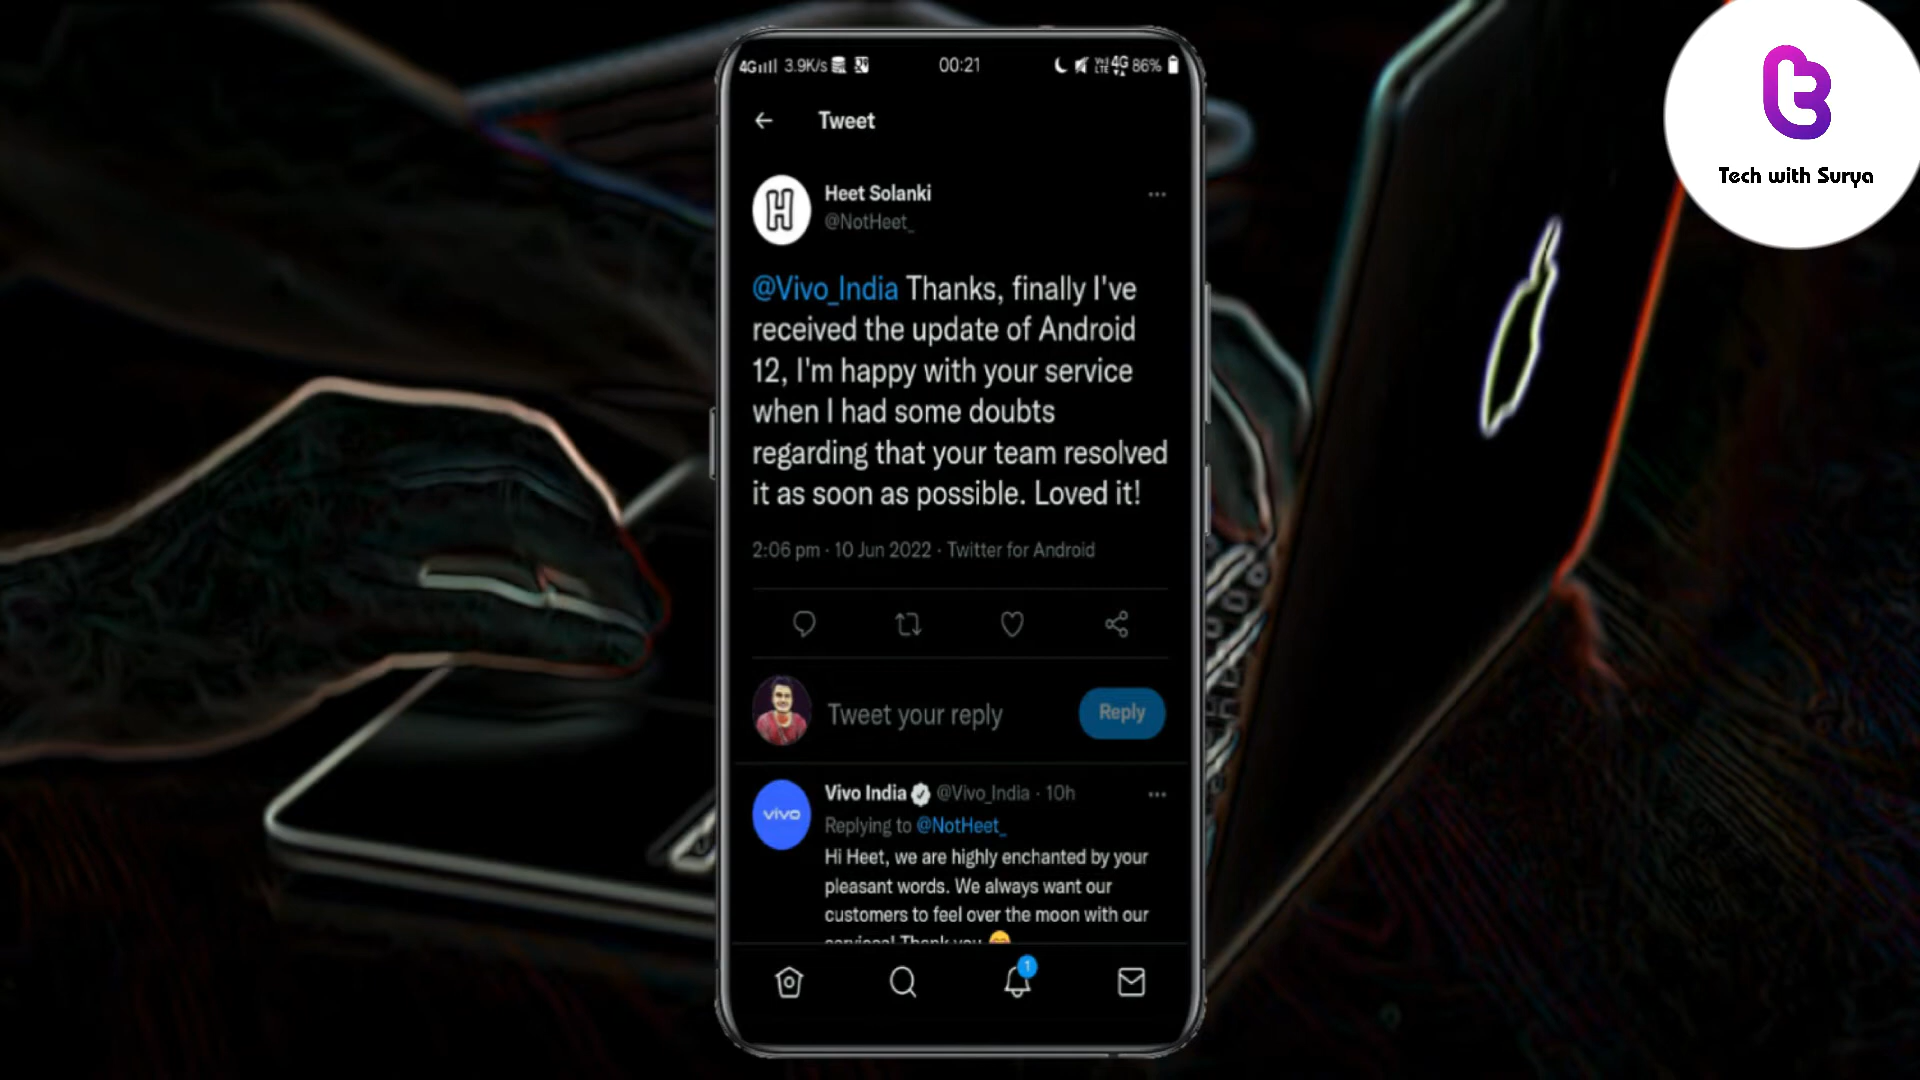 4G 3.9K/s 00:21 4G 86%
Tweet
Heet Solanki
@NotHeet_
@Vivo_India Thanks, finally I've
received the update of Android
12, I'm happy with your service
when I had some doubts
regarding that your team resolved
it as soon as possible. Loved it!
2:06 pm · 10 Jun 2022 · Twitter for Android
Tweet your reply
Reply
vivo
Vivo India @Vivo_India · 10h
Replying to @NotHeet_
Hi Heet, we are highly enchanted by your
pleasant words. We always want our
customers to feel over the moon with our
services! Thank you 😊
1
Tech with Surya